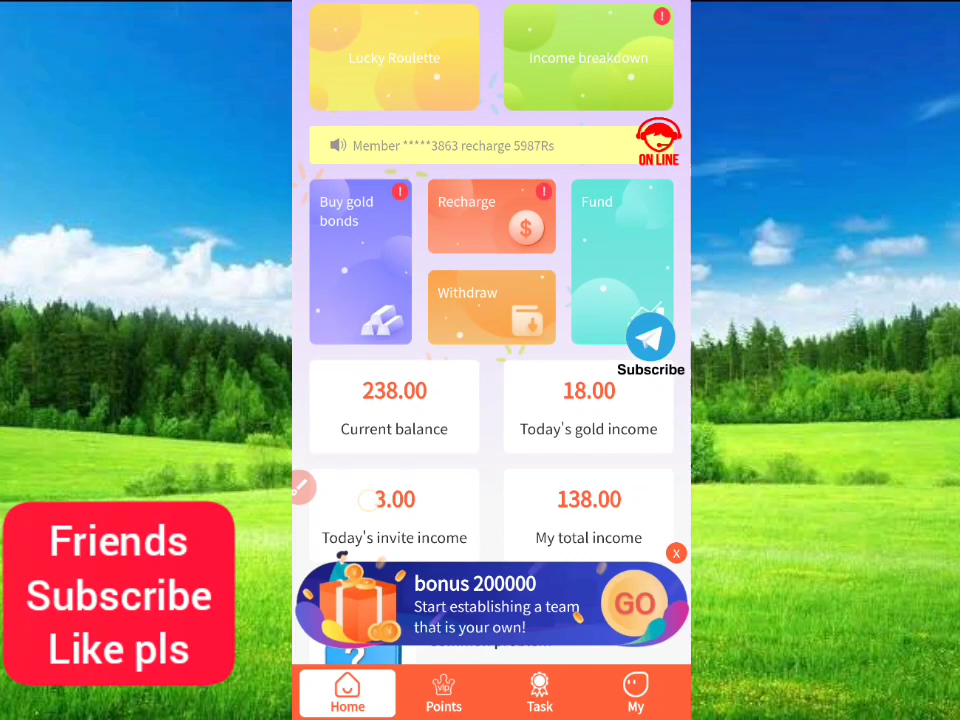 Lucky Roulette
Income breakdown
!
Member *****3863 recharge 5987Rs
ON LINE
Buy gold
bonds
!
Recharge
!
$
Fund
Withdraw
Subscribe
238.00
Current balance
18.00
Today's gold income
3.00
Today's invite income
138.00
My total income
X
bonus 200000
Start establishing a team
that is your own!
GO
?
Home
VIP
Points
Task
My
Friends
Subscribe
Like pls